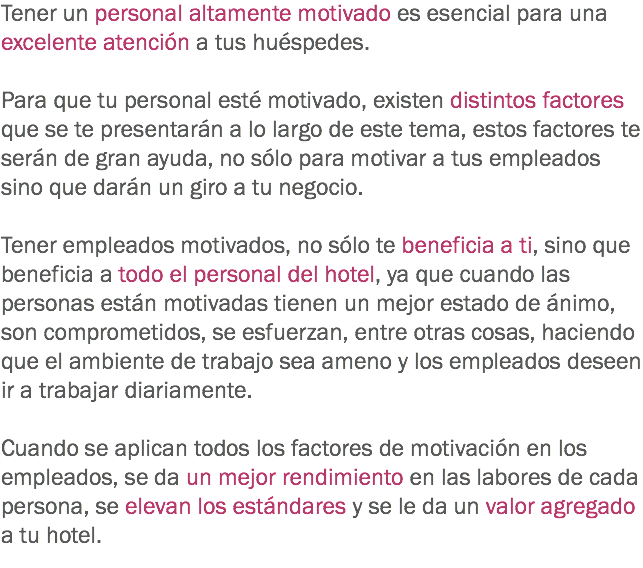 Tener un personal altamente motivado es esencial para una
excelente atención a tus huéspedes.
Para que tu personal esté motivado, existen distintos factores
que se te presentarán a lo largo de este tema, estos factores te
serán de gran ayuda, no sólo para motivar a tus empleados
sino que darán un giro a tu negocio.
Tener empleados motivados, no sólo te beneficia a ti, sino que
beneficia a todo el personal del hotel, ya que cuando las
personas están motivadas tienen un mejor estado de ánimo,
son comprometidos, se esfuerzan, entre otras cosas, haciendo
que el ambiente de trabajo sea ameno y los empleados deseen
ir a trabajar diariamente.
Cuando se aplican todos los factores de motivación en los
empleados, se da un mejor rendimiento en las labores de cada
persona, se elevan los estándares y se le da un valor agregado
a tu hotel.